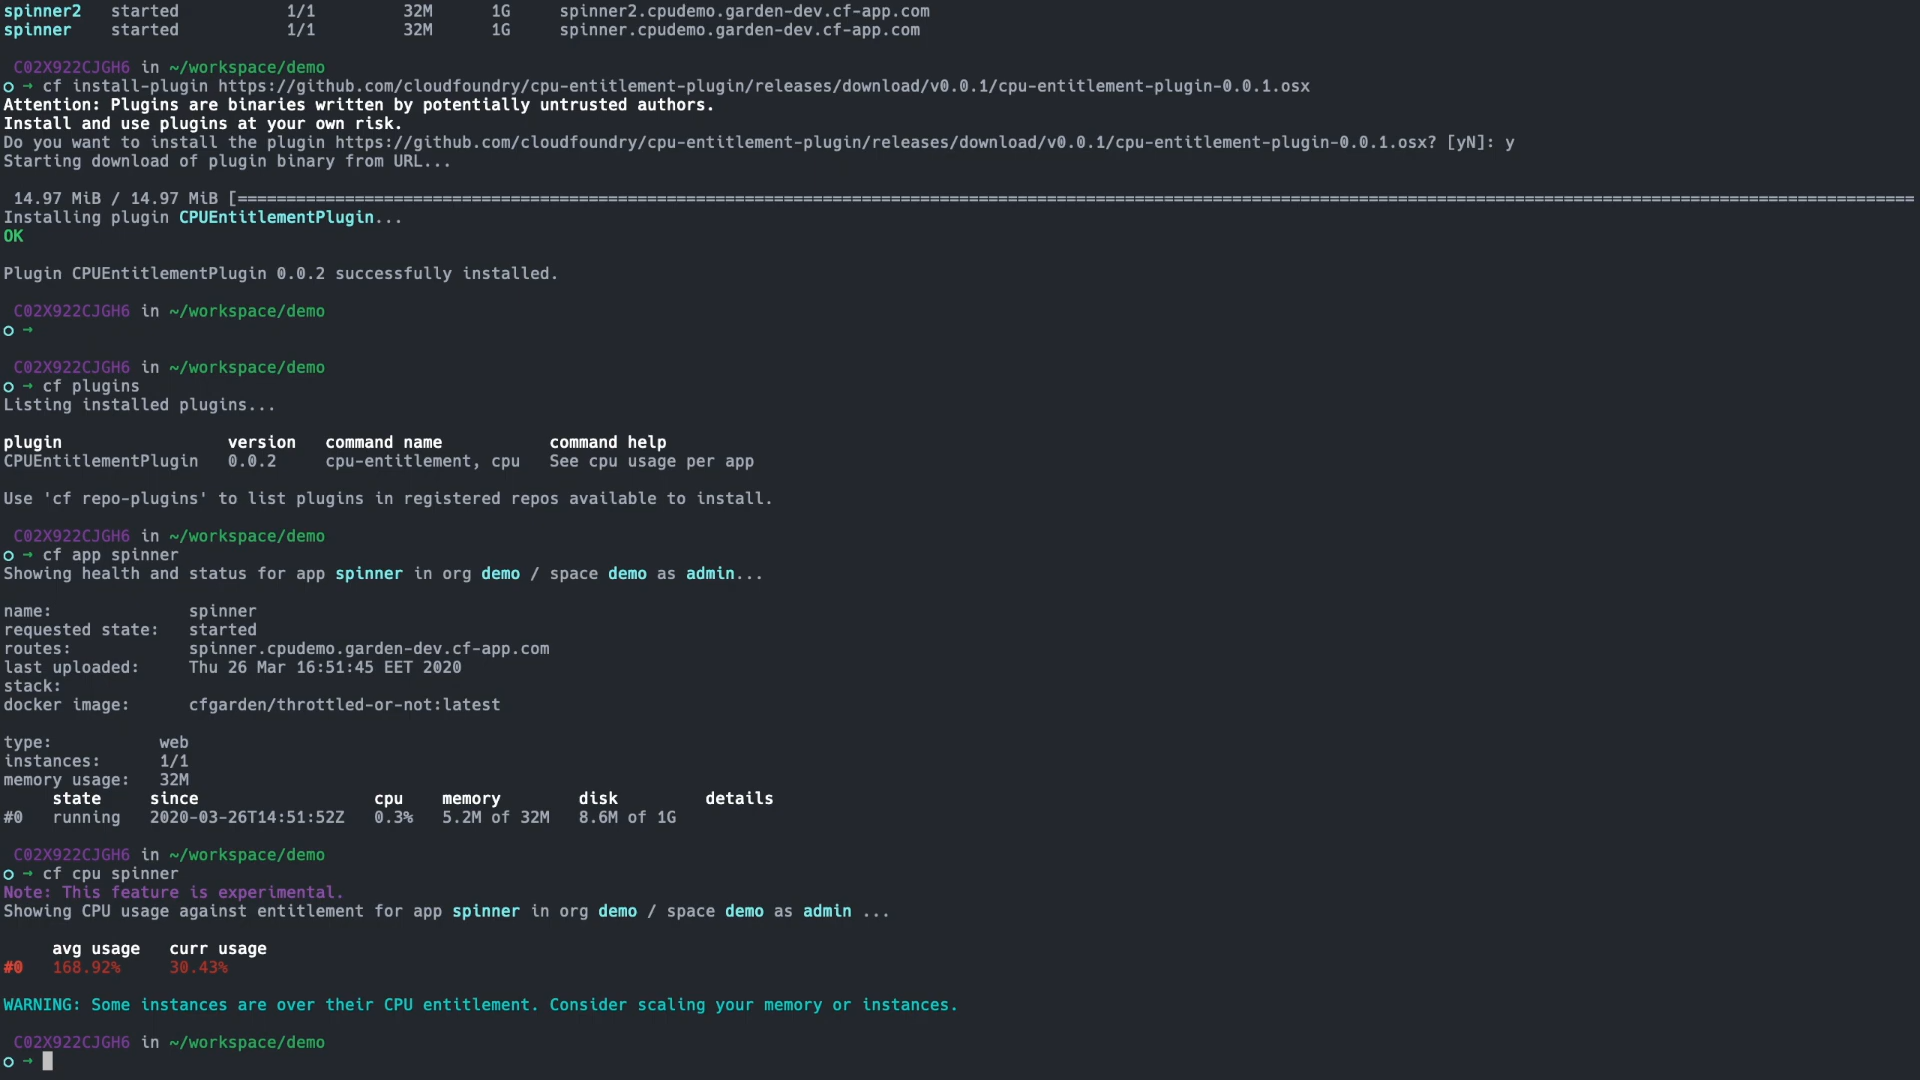 spinner2   started           1/1         32M      1G     spinner2.cpudemo.garden-dev.cf-app.com
spinner    started           1/1         32M      1G     spinner.cpudemo.garden-dev.cf-app.com
C02X922CJGH6 in ~/workspace/demo
○ → cf install-plugin https://github.com/cloudfoundry/cpu-entitlement-plugin/releases/download/v0.0.1/cpu-entitlement-plugin-0.0.1.osx
Attention: Plugins are binaries written by potentially untrusted authors.
Install and use plugins at your own risk.
Do you want to install the plugin https://github.com/cloudfoundry/cpu-entitlement-plugin/releases/download/v0.0.1/cpu-entitlement-plugin-0.0.1.osx? [yN]: y
Starting download of plugin binary from URL...
14.97 MiB / 14.97 MiB [====================
Installing plugin CPUEntitlementPlugin...
OK
Plugin CPUEntitlementPlugin 0.0.2 successfully installed.
C02X922CJGH6 in ~/workspace/demo
○ →
C02X922CJGH6 in ~/workspace/demo
○ → cf plugins
Listing installed plugins...
plugin                 version   command name           command help
CPUEntitlementPlugin   0.0.2     cpu-entitlement, cpu   See cpu usage per app
Use 'cf repo-plugins' to list plugins in registered repos available to install.
C02X922CJGH6 in ~/workspace/demo
○ → cf app spinner
Showing health and status for app spinner in org demo / space demo as admin...
name:              spinner
requested state:   started
routes:            spinner.cpudemo.garden-dev.cf-app.com
last uploaded:     Thu 26 Mar 16:51:45 EET 2020
stack:
docker image:      cfgarden/throttled-or-not:latest
type:           web
instances:      1/1
memory usage:   32M
state     since                  cpu    memory        disk         details
#0   running   2020-03-26T14:51:52Z   0.3%   5.2M of 32M   8.6M of 1G
C02X922CJGH6 in ~/workspace/demo
○ → cf cpu spinner
Note: This feature is experimental.
Showing CPU usage against entitlement for app spinner in org demo / space demo as admin ...
avg usage   curr usage
#0   168.92%     30.43%
WARNING: Some instances are over their CPU entitlement. Consider scaling your memory or instances.
C02X922CJGH6 in ~/workspace/demo
○ →